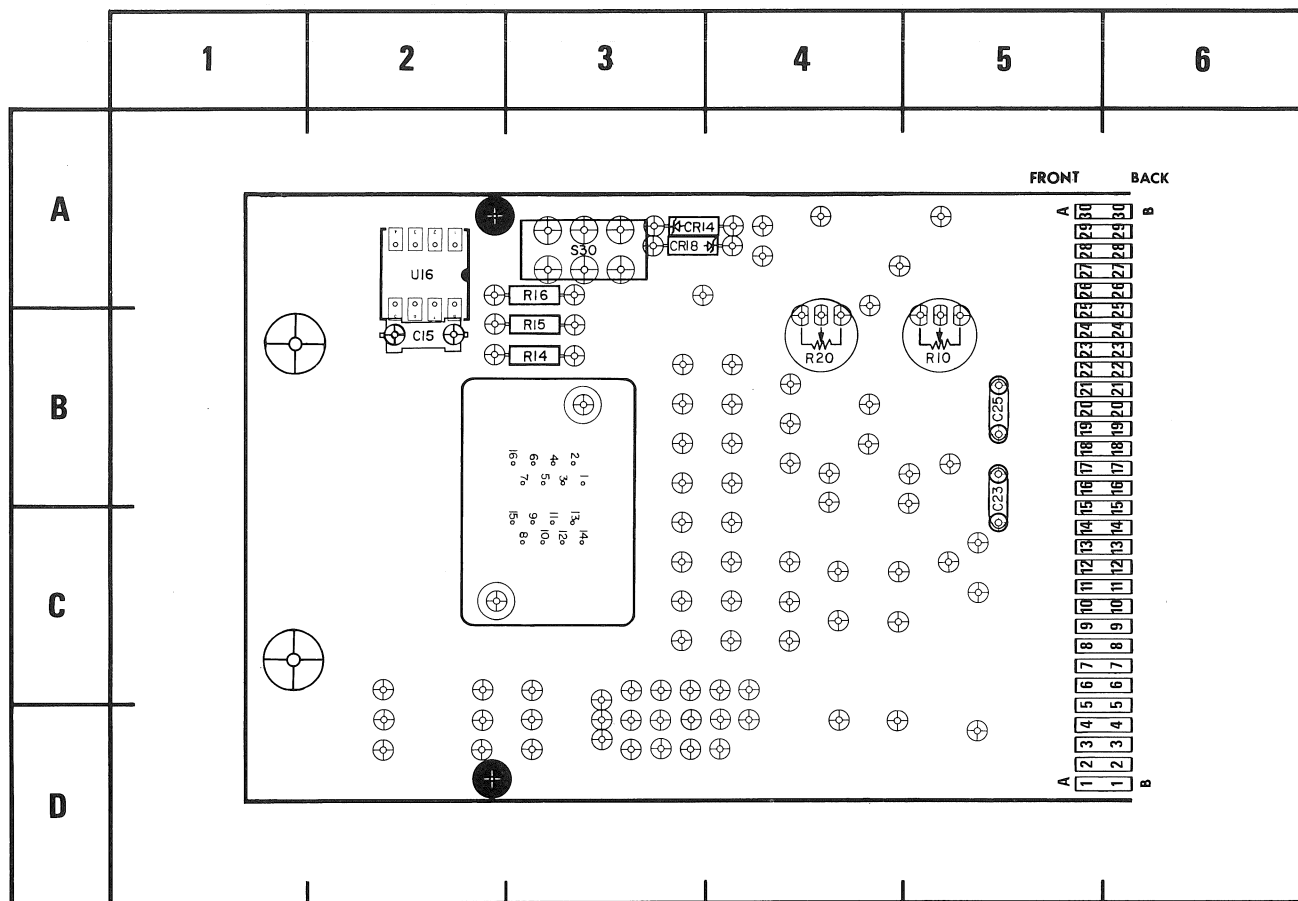 1 2 3 4 5 6
A
B
C
D
FRONT BACK
A 30 30 B
29 29
28 28
27 27
26 26
25 25
24 24
23 23
22 22
21 21
20 20
19 19
18 18
17 17
16 16
15 15
14 14
13 13
12 12
11 11
10 10
9 9
8 8
7 7
6 6
5 5
4 4
3 3
2 2
A 1 1 B
CR14
S30
CR18
U16
R16
C15
R15
R14
R20
R10
C25
C23
16 6 4 2
7 5 3 1
15 9 11 13
8 10 12 14